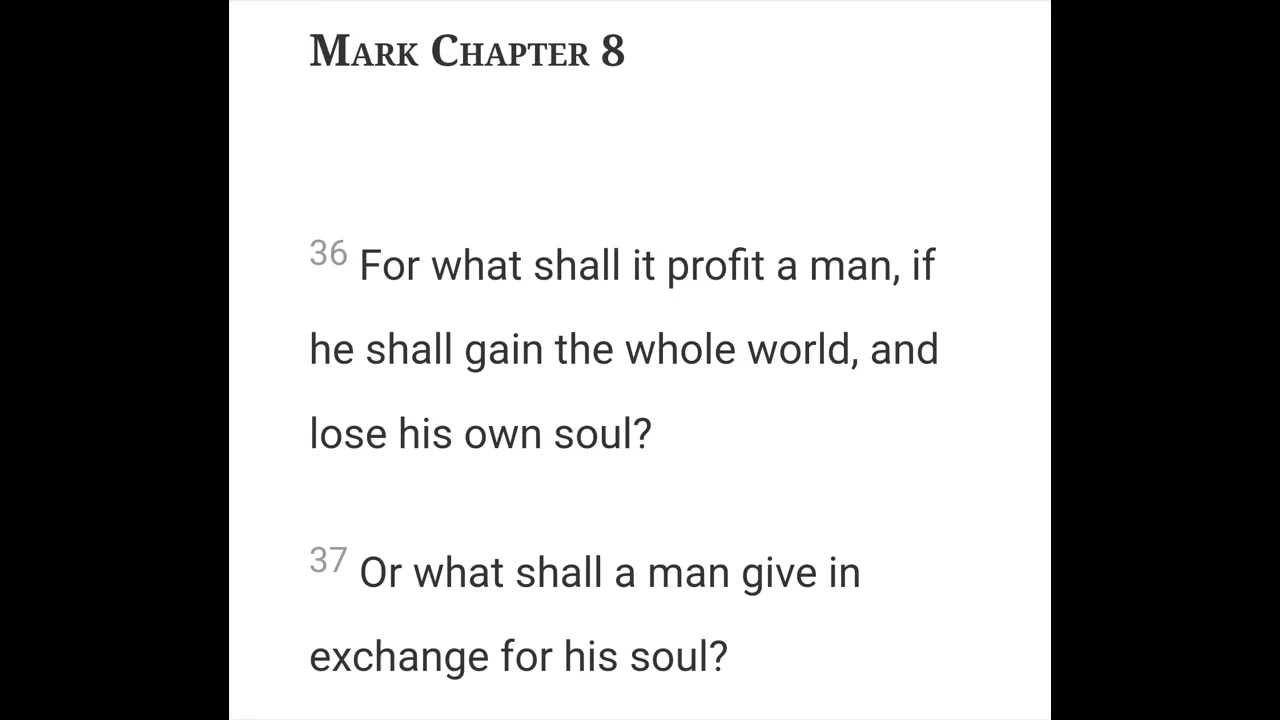 Mark Chapter 8
36 For what shall it profit a man, if
he shall gain the whole world, and
lose his own soul?
37 Or what shall a man give in
exchange for his soul?